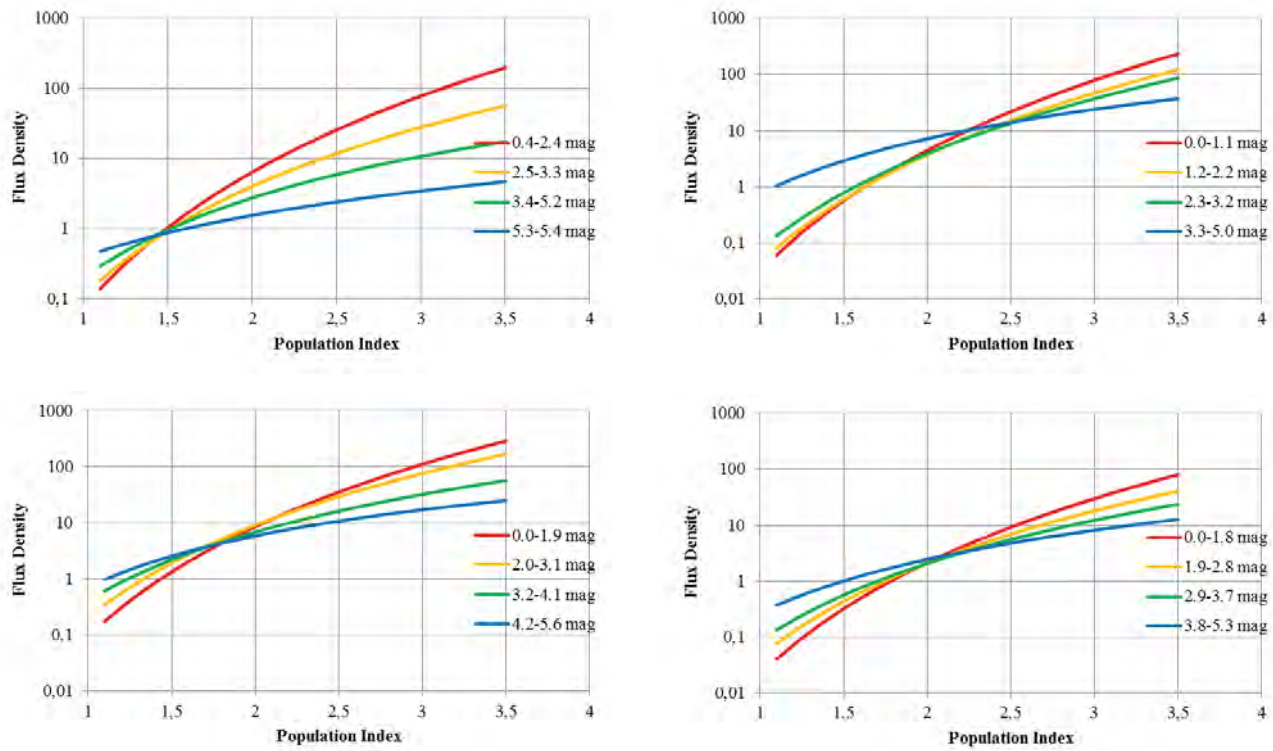 1000
100
10
1
0,1
Flux Density
1 1,5 2 2,5 3 3,5 4
Population Index
0.4-2.4 mag
2.5-3.3 mag
3.4-5.2 mag
5.3-5.4 mag
1000
100
10
1
0,1
0,01
Flux Density
1 1,5 2 2,5 3 3,5 4
Population Index
0.0-1.1 mag
1.2-2.2 mag
2.3-3.2 mag
3.3-5.0 mag
1000
100
10
1
0,1
0,01
Flux Density
1 1,5 2 2,5 3 3,5 4
Population Index
0.0-1.9 mag
2.0-3.1 mag
3.2-4.1 mag
4.2-5.6 mag
1000
100
10
1
0,1
0,01
Flux Density
1 1,5 2 2,5 3 3,5 4
Population Index
0.0-1.8 mag
1.9-2.8 mag
2.9-3.7 mag
3.8-5.3 mag